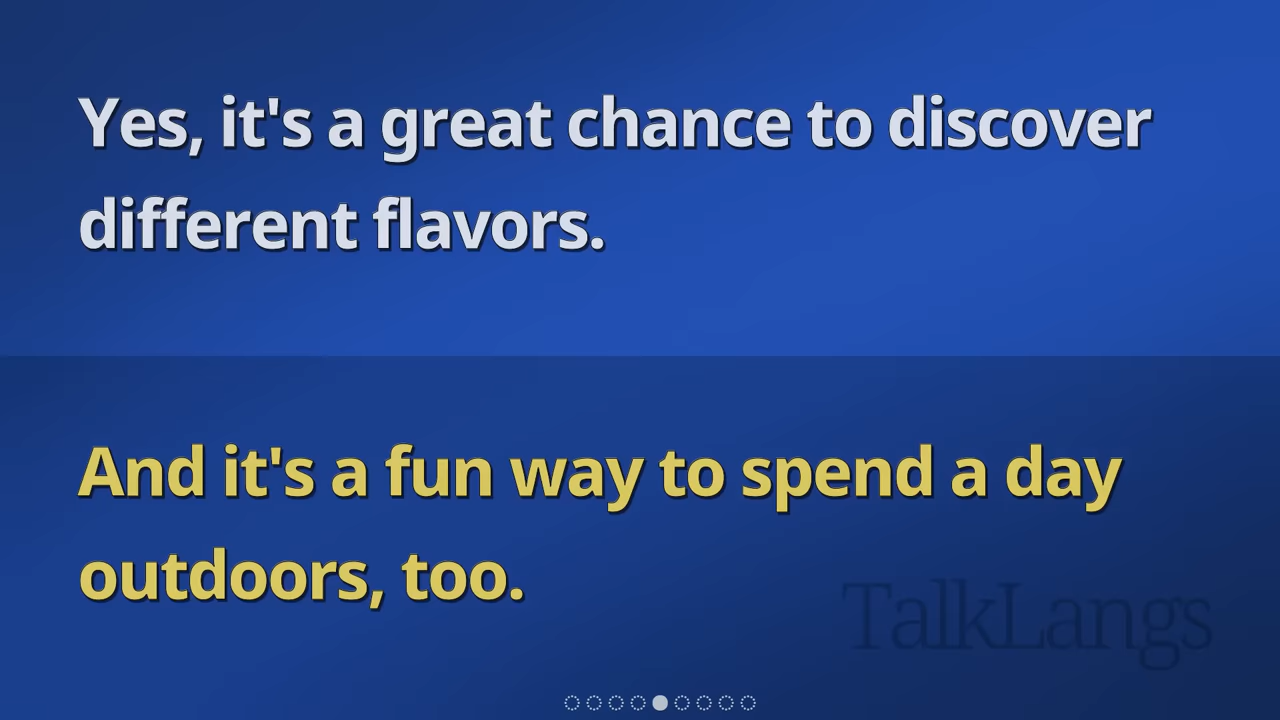 Yes, it's a great chance to discover
different flavors.
And it's a fun way to spend a day
outdoors, too.
TalkLangs